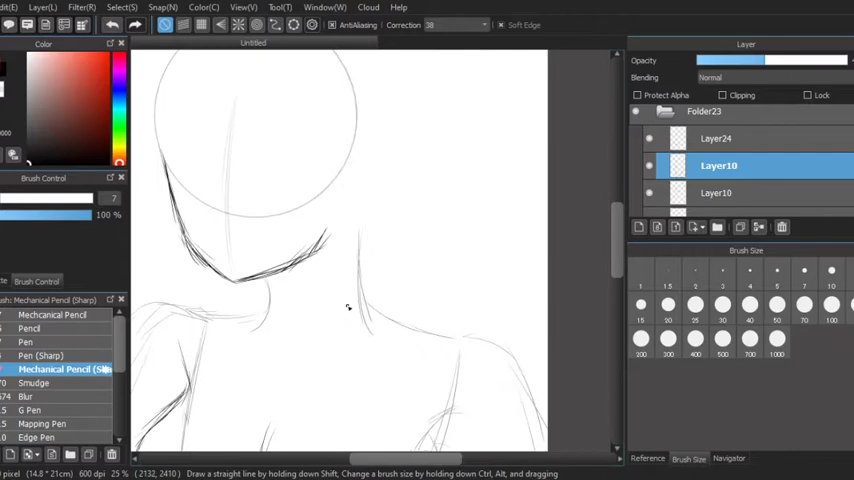 Select(S) Snap(N) Color(C) View(V) Tool(T) Window(W) Cloud Help
Filter(R)
AntiAliasing Correction 38 Soft Edge
Color
Untitled
Layer
Opacity
Blending Normal
Protect Alpha Clipping Lock
Folder23
Layer24
Layer10
Layer10
Brush Control
7
100 %
Brush Control
Brush Size
1 1.5 2 3 4 5 7 10
15 20 30 40 50 70 100
200 300 400 500 700 1000
Mechanical Pencil (Sharp)
Mechcanical Pencil
Pencil
Pen
Pen (Sharp)
Mechanical Pencil
Smudge
Blur
G Pen
Mapping Pen
Edge Pen
Reference Brush Size Navigator
pixel (14.8 * 21cm) 600 dpi 25 % ( 2132, 2410 ) Draw a straight line by holding down Shift, Change a brush size by holding down Ctrl, Alt, and dragging